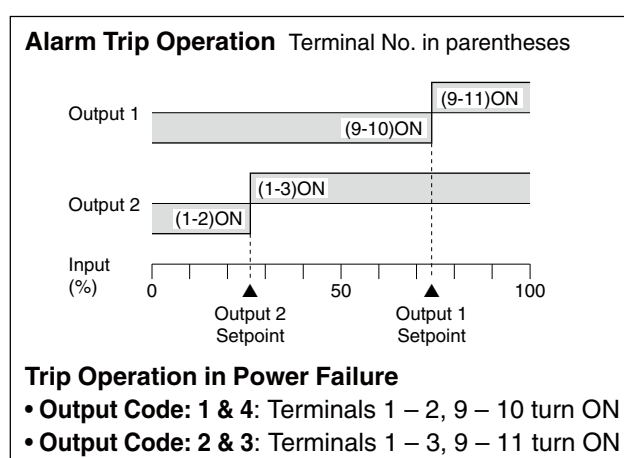 Alarm Trip Operation Terminal No. in parentheses
Output 1
(9-11)ON
(9-10)ON
Output 2
(1-3)ON
(1-2)ON
Input
(%)
0 50 100
Output 2
Setpoint
Output 1
Setpoint
Trip Operation in Power Failure
• Output Code: 1 & 4: Terminals 1 – 2, 9 – 10 turn ON
• Output Code: 2 & 3: Terminals 1 – 3, 9 – 11 turn ON